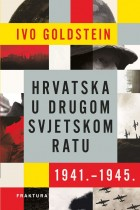 IVO GOLDSTEIN
HRVATSKA
U DRUGOM
SVJETSKOM
RATU
FRAKTURA
1941.–1945.